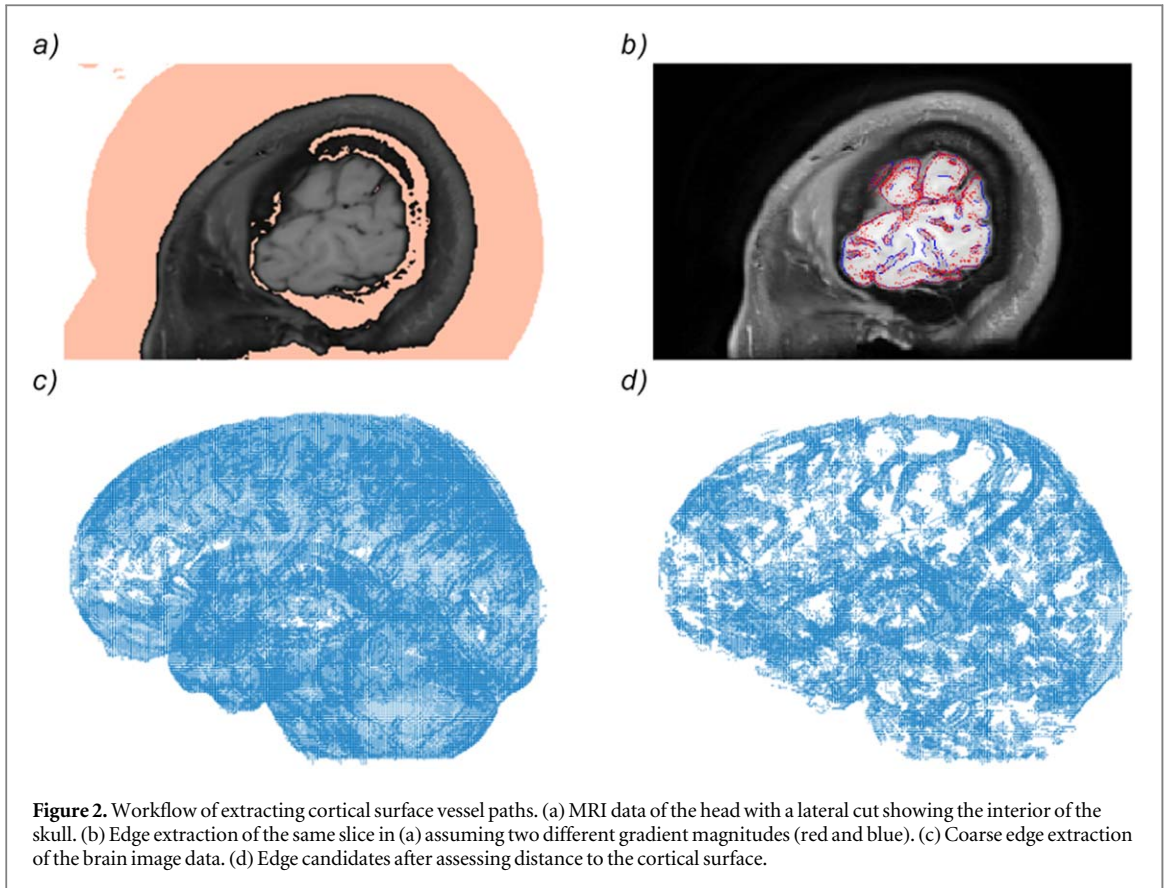 a)
b)
c)
d)
Figure 2. Workflow of extracting cortical surface vessel paths. (a) MRI data of the head with a lateral cut showing the interior of the
skull. (b) Edge extraction of the same slice in (a) assuming two different gradient magnitudes (red and blue). (c) Coarse edge extraction
of the brain image data. (d) Edge candidates after assessing distance to the cortical surface.